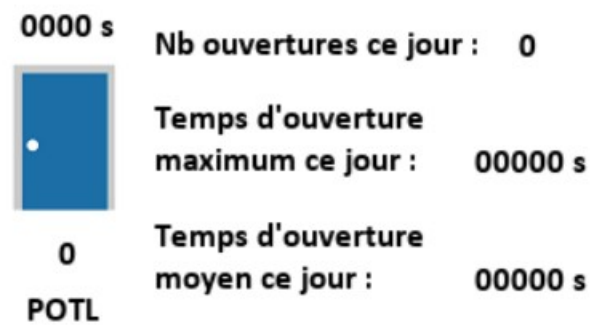 0000 s
Nb ouvertures ce jour : 0
Temps d'ouverture
maximum ce jour : 00000 s
Temps d'ouverture
moyen ce jour : 00000 s
0
POTL